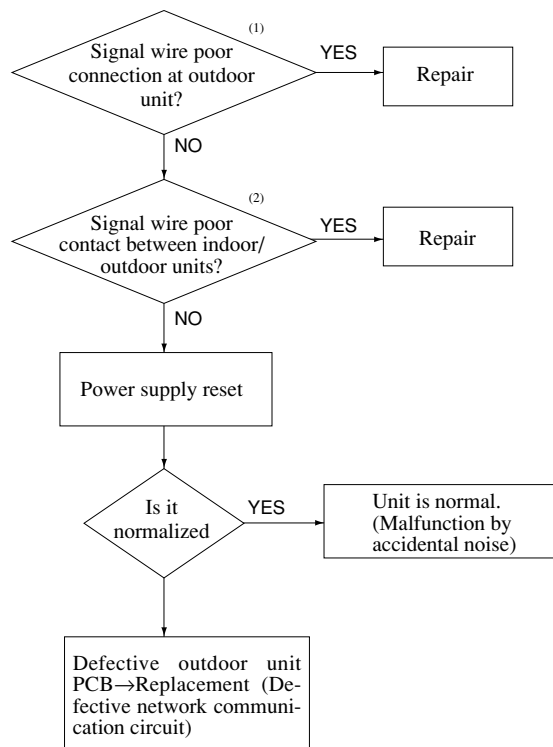 (1)
Signal wire poor
connection at outdoor
unit?
YES
Repair
NO
(2)
Signal wire poor
contact between indoor/
outdoor units?
YES
Repair
NO
Power supply reset
Is it
normalized
YES
Unit is normal.
(Malfunction by
accidental noise)
Defective outdoor unit
PCB→Replacement (De-
fective network communi-
cation circuit)